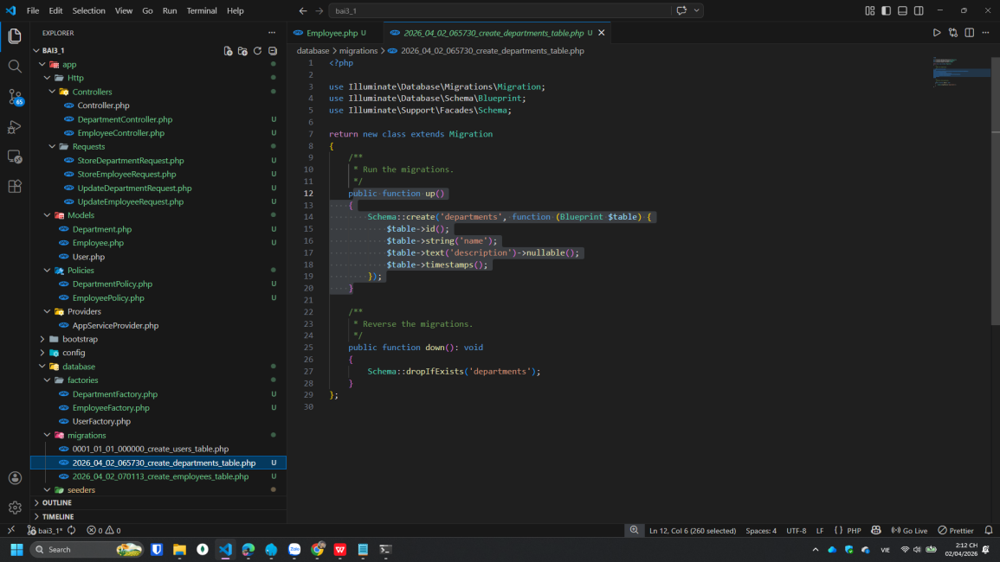 File Edit Selection View Go Run Terminal Help
bai3_1
EXPLORER
BAI3_1
app
Http
Controllers
Controller.php
DepartmentController.php U
EmployeeController.php U
Requests
StoreDepartmentRequest.php U
StoreEmployeeRequest.php U
UpdateDepartmentRequest.php U
UpdateEmployeeRequest.php U
Models
Department.php U
Employee.php U
User.php
Policies
DepartmentPolicy.php U
EmployeePolicy.php U
Providers
AppServiceProvider.php
bootstrap
config
database
factories
DepartmentFactory.php U
EmployeeFactory.php U
UserFactory.php
migrations
0001_01_01_000000_create_users_table.php
2026_04_02_065730_create_departments_table.php U
2026_04_02_070113_create_employees_table.php U
seeders
OUTLINE
TIMELINE
Employee.php U
2026_04_02_065730_create_departments_table.php U
database > migrations > 2026_04_02_065730_create_departments_table.php
1 <?php
2
3 use Illuminate\Database\Migrations\Migration;
4 use Illuminate\Database\Schema\Blueprint;
5 use Illuminate\Support\Facades\Schema;
6
7 return new class extends Migration
8 {
9 /**
10 * Run the migrations.
11 */
12 public function up()
13 {
14 Schema::create('departments', function (Blueprint $table) {
15 $table->id();
16 $table->string('name');
17 $table->text('description')->nullable();
18 $table->timestamps();
19 });
20 }
21
22 /**
23 * Reverse the migrations.
24 */
25 public function down(): void
26 {
27 Schema::dropIfExists('departments');
28 }
29 };
30
65
bai3_1* 0 0
Ln 12, Col 6 (260 selected) Spaces: 4 UTF-8 LF { } PHP Go Live Prettier
Search
Zalo
VIE
2:12 CH
02/04/2026